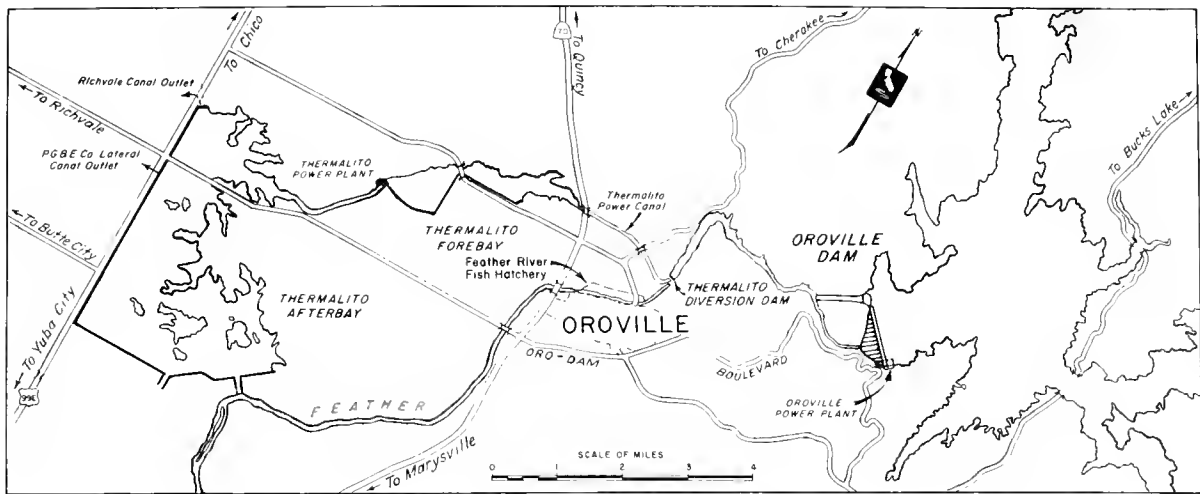 To Chico
Richvale Canal Outlet
To Richvale
P.G.&E. Co. Lateral
Canal Outlet
To Butte City
To Yuba City
99E
THERMALITO
POWER PLANT
To Quincy
To Cherokee
To Bucks Lake
Thermalito
Power Canal
THERMALITO
FOREBAY
Feather River
Fish Hatchery
THERMALITO
AFTERBAY
OROVILLE
THERMALITO
DIVERSION DAM
OROVILLE
DAM
ORO-DAM
BOULEVARD
OROVILLE
POWER PLANT
FEATHER
To Marysville
SCALE OF MILES
0 1 2 3 4